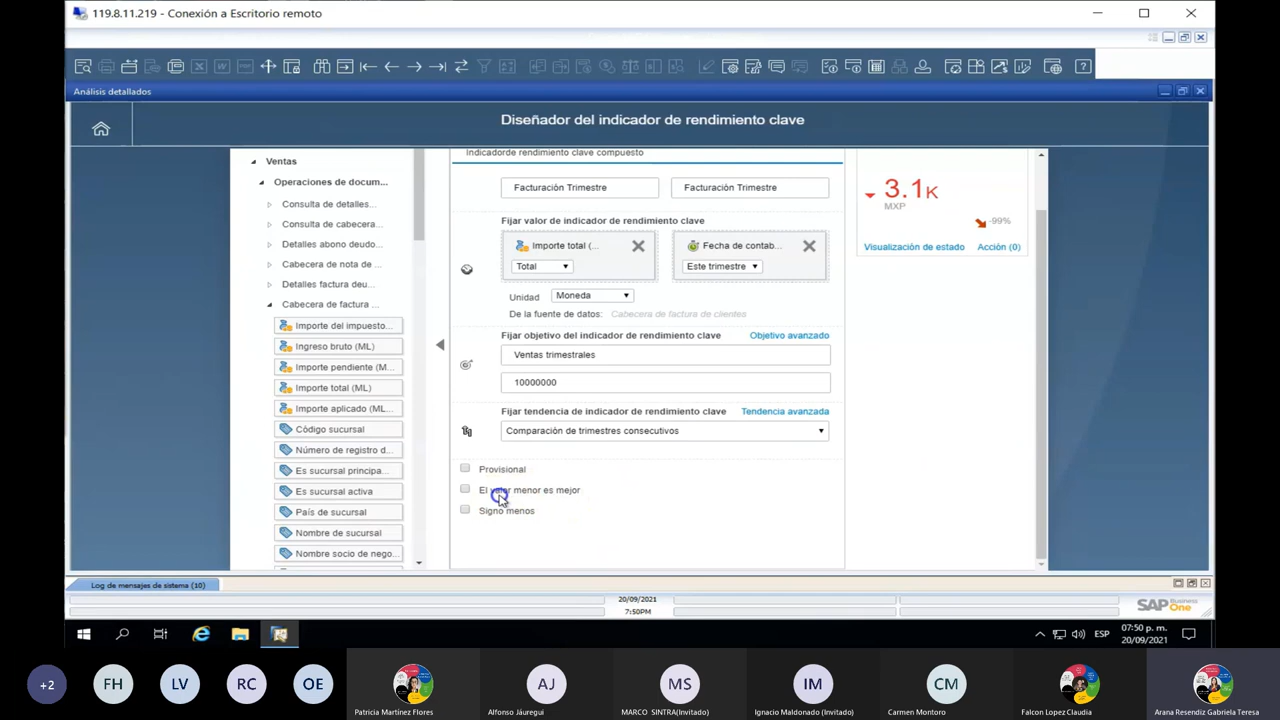 119.8.11.219 - Conexión a Escritorio remoto
Análisis detallados
Diseñador del indicador de rendimiento clave
Ventas
Operaciones de docum...
Consulta de detalles...
Consulta de cabecera...
Detalles abono deudo...
Cabecera de nota de ...
Detalles factura deu...
Cabecera de factura ...
Importe del impuesto...
Ingreso bruto (ML)
Importe pendiente (M...
Importe total (ML)
Importe aplicado (ML...
Código sucursal
Número de registro d...
Es sucursal principa...
Es sucursal activa
País de sucursal
Nombre de sucursal
Nombre socio de nego...
Indicadorde rendimiento clave compuesto
Facturación Trimestre
Facturación Trimestre
Fijar valor de indicador de rendimiento clave
Importe total (...
Fecha de contab...
Total
Este trimestre
Unidad
Moneda
De la fuente de datos: Cabecera de factura de clientes
Fijar objetivo del indicador de rendimiento clave
Objetivo avanzado
Ventas trimestrales
10000000
Fijar tendencia de indicador de rendimiento clave
Tendencia avanzada
Comparación de trimestres consecutivos
Provisional
El valor menor es mejor
Signo menos
3.1K
MXP
-99%
Visualización de estado
Acción (0)
Log de mensajes de sistema (10)
20/09/2021
7:50PM
SAP Business One
ESP
07:50 p. m.
20/09/2021
+2
FH
LV
RC
OE
Patricia Martínez Flores
AJ
Alfonso Jáuregui
MS
MARCO SINTRA(Invitado)
IM
Ignacio Maldonado (Invitado)
CM
Carmen Montoro
Falcon Lopez Claudia
Arana Resendiz Gabriela Teresa